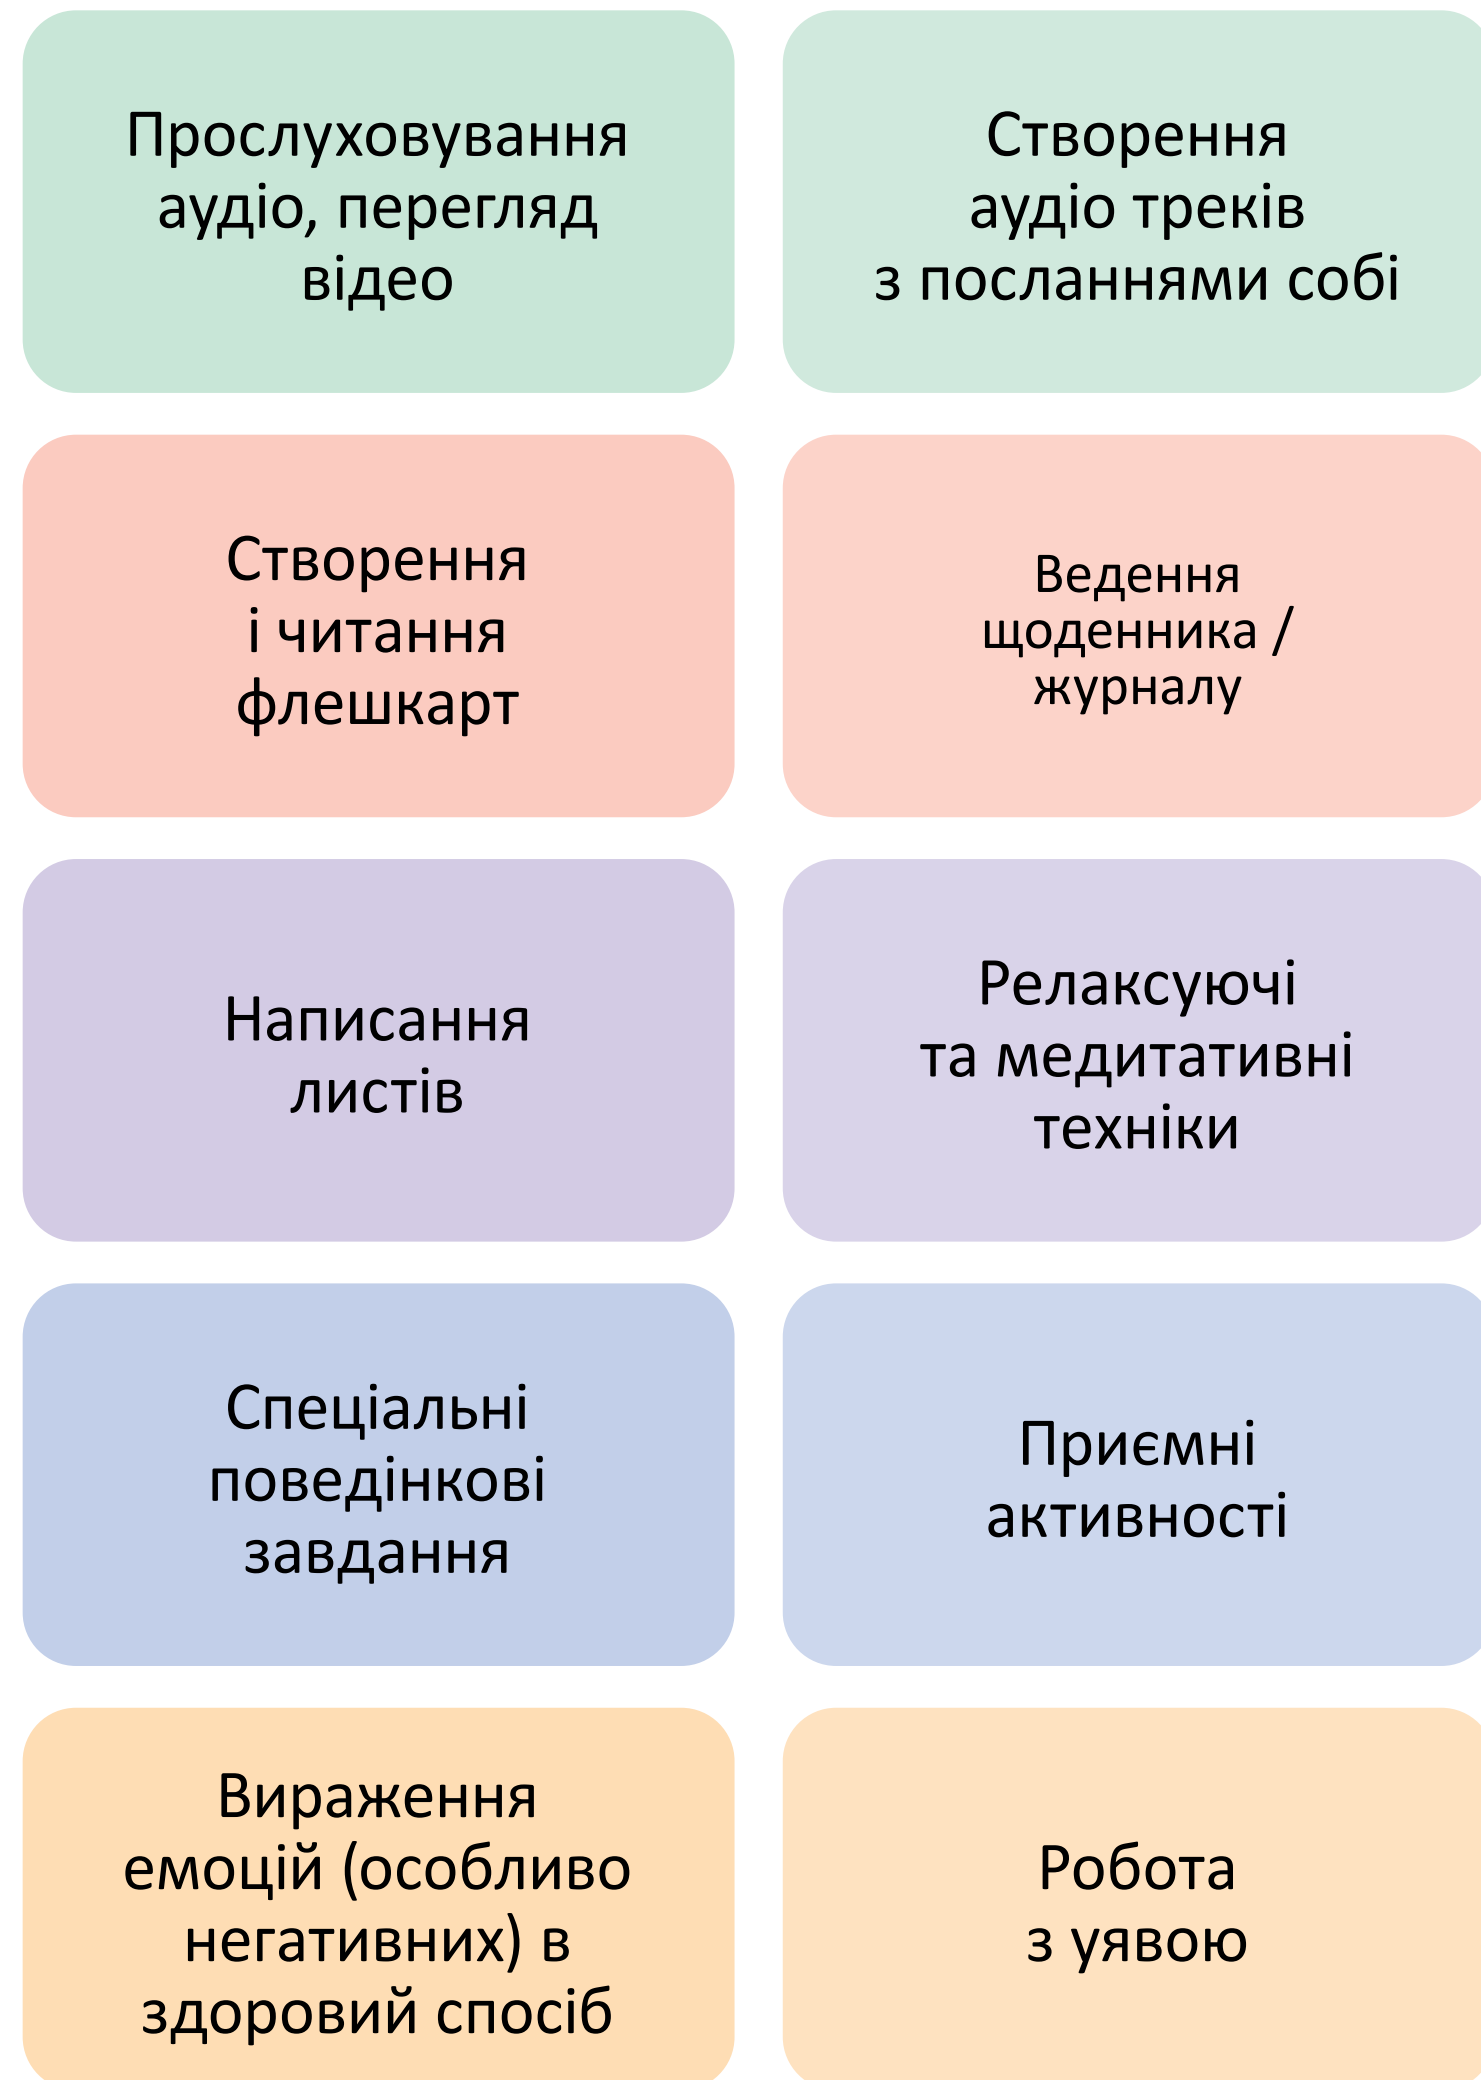 Прослуховування
аудіо, перегляд
відео
Створення
аудіо треків
з посланнями собі
Створення
і читання
флешкарт
Ведення
щоденника /
журналу
Написання
листів
Релаксуючі
та медитативні
техніки
Спеціальні
поведінкові
завдання
Приємні
активності
Вираження
емоцій (особливо
негативних) в
здоровий спосіб
Робота
з уявою